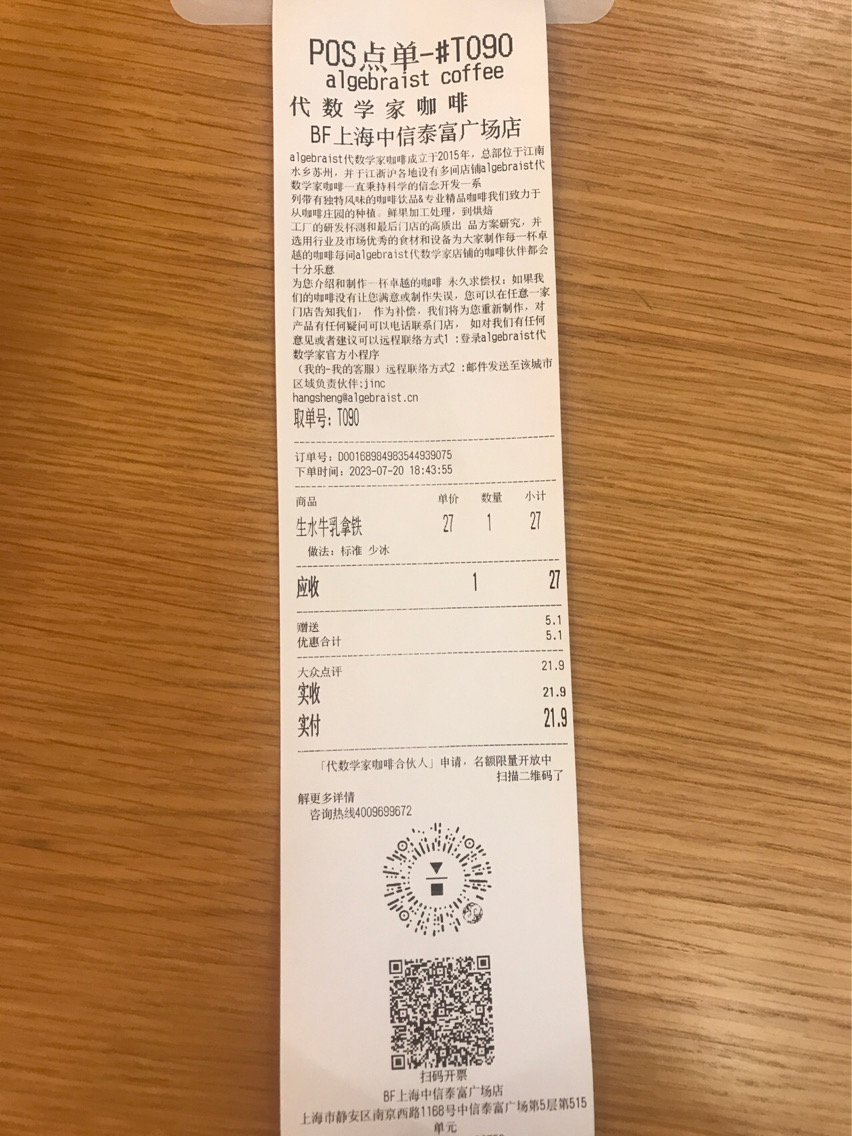 POS点单-#T090
algebraist coffee
代数学家咖啡
BF上海中信泰富广场店
algebraist代数学家咖啡成立于2015年，总部位于江南
水乡苏州，并于江浙沪各地设有多间店铺algebraist代
数学家咖啡一直秉持科学的信念开发一系
列带有独特风味的咖啡饮品&专业精品咖啡我们致力于
从咖啡庄园的种植。鲜果加工处理，到烘焙
工厂的研发杯测和最后门店的高质出 品方案研究，并
选用行业及市场优秀的食材和设备为大家制作每一杯卓
越的咖啡每间algebraist代数学家店铺的咖啡伙伴都会
十分乐意
为您介绍和制作一杯卓越的咖啡 永久求偿权：如果我
们的咖啡没有让您满意或制作失误，您可以在任意一家
门店告知我们， 作为补偿，我们将为您重新制作，对
产品有任何疑问可以电话联系门店， 如对我们有任何
意见或者建议可以远程联络方式1 :登录algebraist代
数学家官方小程序
（我的-我的客服）远程联络方式2 :邮件发送至该城市
区域负责伙伴:jinc
hangsheng@algebraist.cn
取单号：T090
订单号：D00168984983544939075
下单时间：2023-07-20 18:43:55
商品 单价 数量 小计
生水牛乳拿铁 27 1 27
做法：标准 少冰
应收 1 27
赠送 5.1
优惠合计 5.1
大众点评 21.9
实收 21.9
实付 21.9
「代数学家咖啡合伙人」申请，名额限量开放中
扫描二维码了
解更多详情
咨询热线4009699672
扫码开票
BF上海中信泰富广场店
上海市静安区南京西路1168号中信泰富广场第5层第515
单元